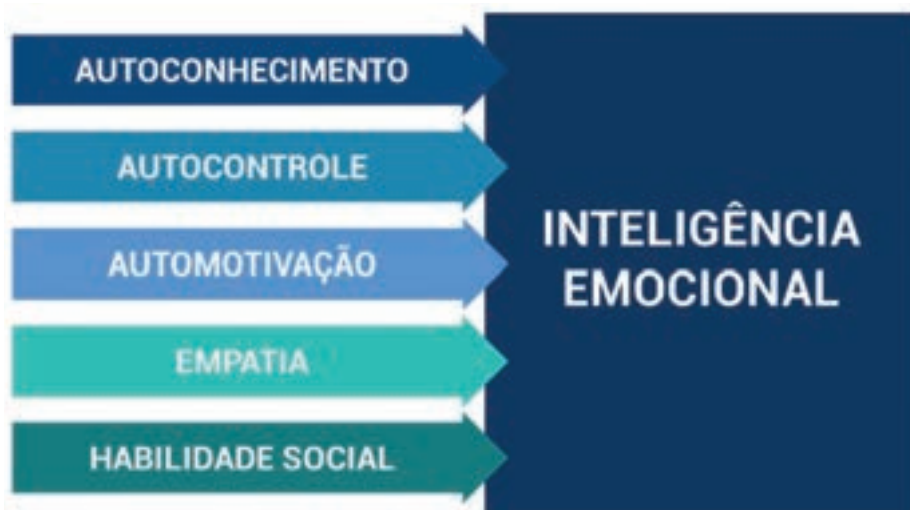 AUTOCONHECIMENTO
AUTOCONTROLE
AUTOMOTIVAÇÃO
EMPATIA
HABILIDADE SOCIAL
INTELIGÊNCIA
EMOCIONAL